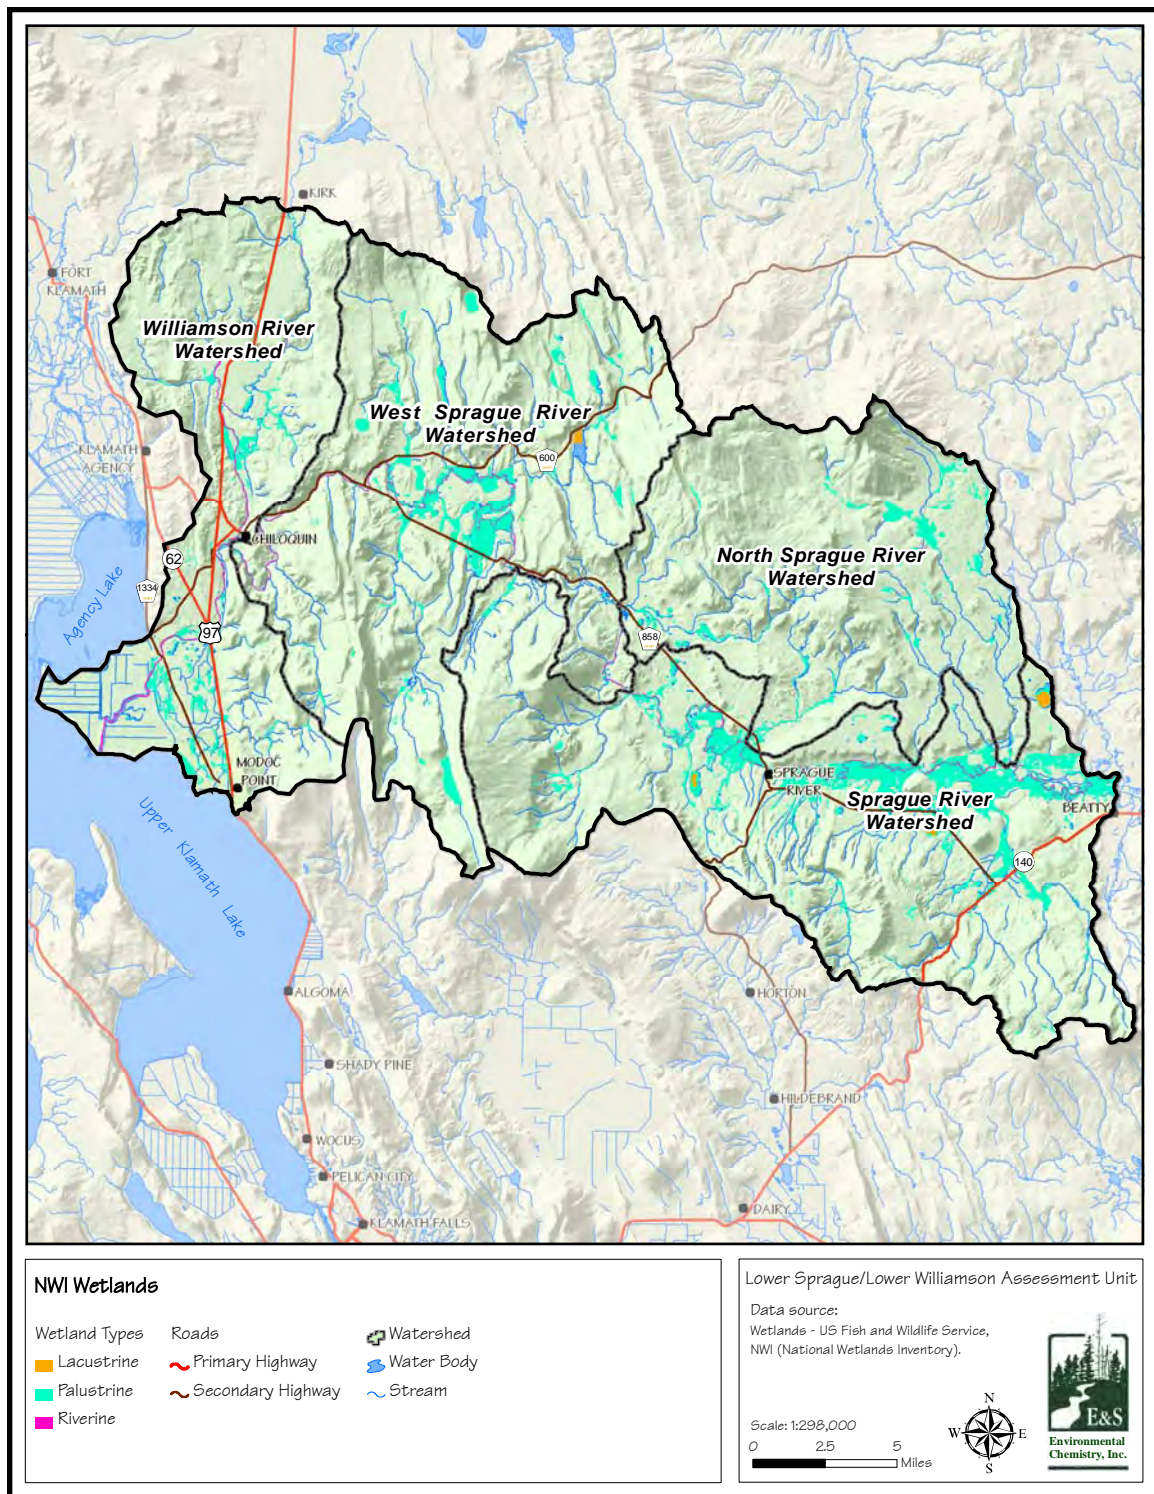 KIRK
FORT
KLAMATH
Williamson River
Watershed
West Sprague River
Watershed
KLAMATH
AGENCY
600
CHILOQUIN
62
1334
Agency Lake
97
North Sprague River
Watershed
858
MODOC
POINT
SPRAGUE
RIVER
Sprague River
Watershed
BEATTY
140
Upper Klamath Lake
ALGOMA
HORTON
SHADY PINE
HILDEBRAND
WOCUS
PELICAN CITY
DAIRY
KLAMATH FALLS
NWI Wetlands
Wetland Types
Lacustrine
Palustrine
Riverine
Roads
Primary Highway
Secondary Highway
Watershed
Water Body
Stream
Lower Sprague/Lower Williamson Assessment Unit
Data source:
Wetlands - US Fish and Wildlife Service,
NWI (National Wetlands Inventory).
Scale: 1:298,000
0 2.5 5
Miles
N
W E
S
E&S
Environmental
Chemistry, Inc.